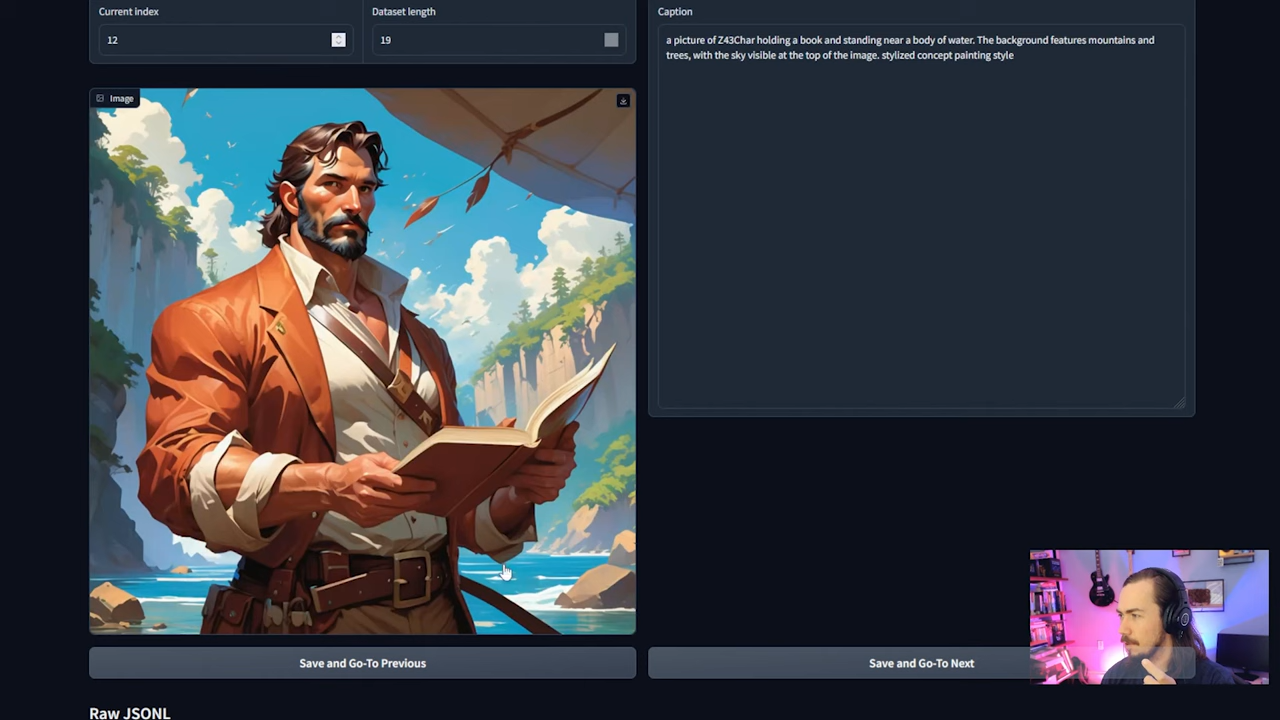 Current index
Dataset length
Caption
12
19
a picture of Z43Char holding a book and standing near a body of water. The background features mountains and
trees, with the sky visible at the top of the image. stylized concept painting style
Image
Save and Go-To Previous
Save and Go-To Next
Raw JSONL